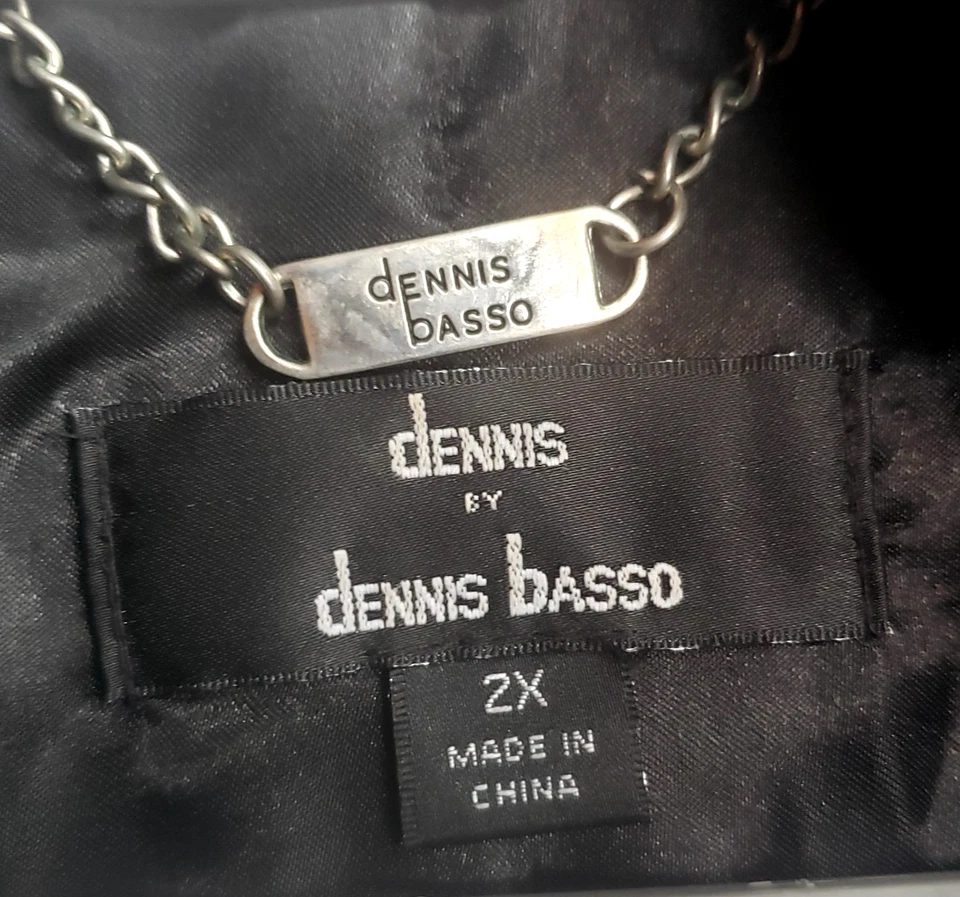 dENNIS
bASSO
dENNIS
BY
dENNIS bASSO
2X
MADE IN
CHINA